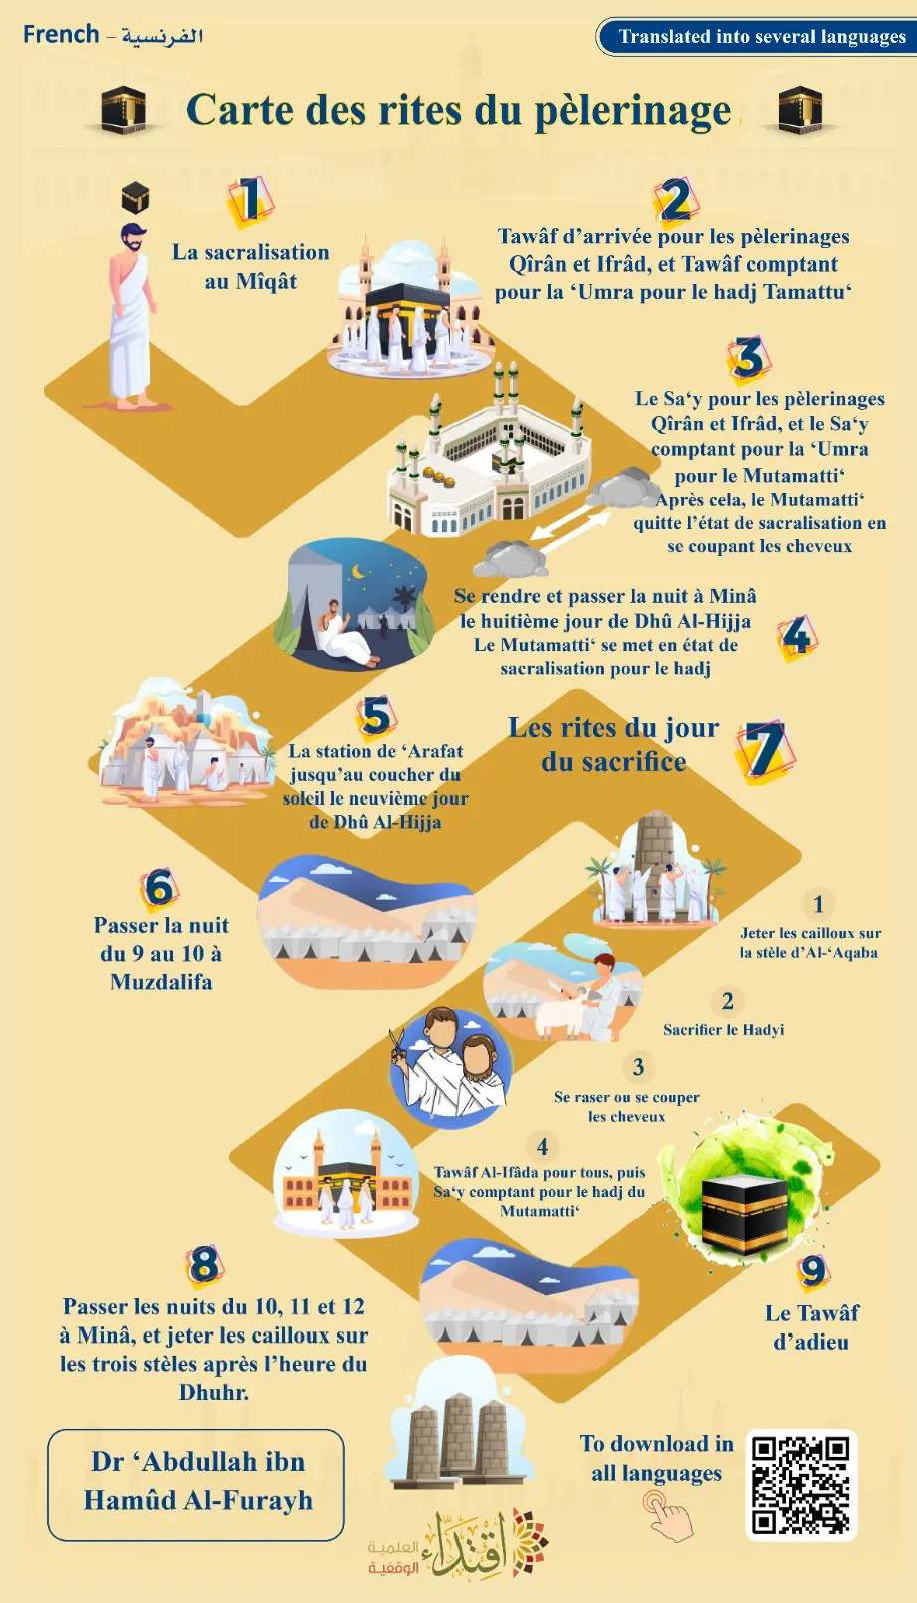 French – الفرنسية
Translated into several languages
Carte des rites du pèlerinage
1
La sacralisation
au Mîqât
2
Tawâf d’arrivée pour les pèlerinages
Qîrân et Ifrâd, et Tawâf comptant
pour la ‘Umra pour le hadj Tamattu‘
3
Le Sa‘y pour les pèlerinages
Qîrân et Ifrâd, et le Sa‘y
comptant pour la ‘Umra
pour le Mutamatti‘
Après cela, le Mutamatti‘
quitte l’état de sacralisation en
se coupant les cheveux
4
Se rendre et passer la nuit à Minâ
le huitième jour de Dhû Al-Hijja
Le Mutamatti‘ se met en état de
sacralisation pour le hadj
5
La station de ‘Arafat
jusqu’au coucher du
soleil le neuvième jour
de Dhû Al-Hijja
6
Passer la nuit
du 9 au 10 à
Muzdalifa
7
Les rites du jour
du sacrifice
1
Jeter les cailloux sur
la stèle d’Al-‘Aqaba
2
Sacrifier le Hadyi
3
Se raser ou se couper
les cheveux
4
Tawâf Al-Ifâda pour tous, puis
Sa‘y comptant pour le hadj du
Mutamatti‘
8
Passer les nuits du 10, 11 et 12
à Minâ, et jeter les cailloux sur
les trois stèles après l’heure du
Dhuhr.
9
Le Tawâf
d’adieu
Dr ‘Abdullah ibn
Hamûd Al-Furayh
To download in
all languages
اقتداء
العلمية
الوقفية